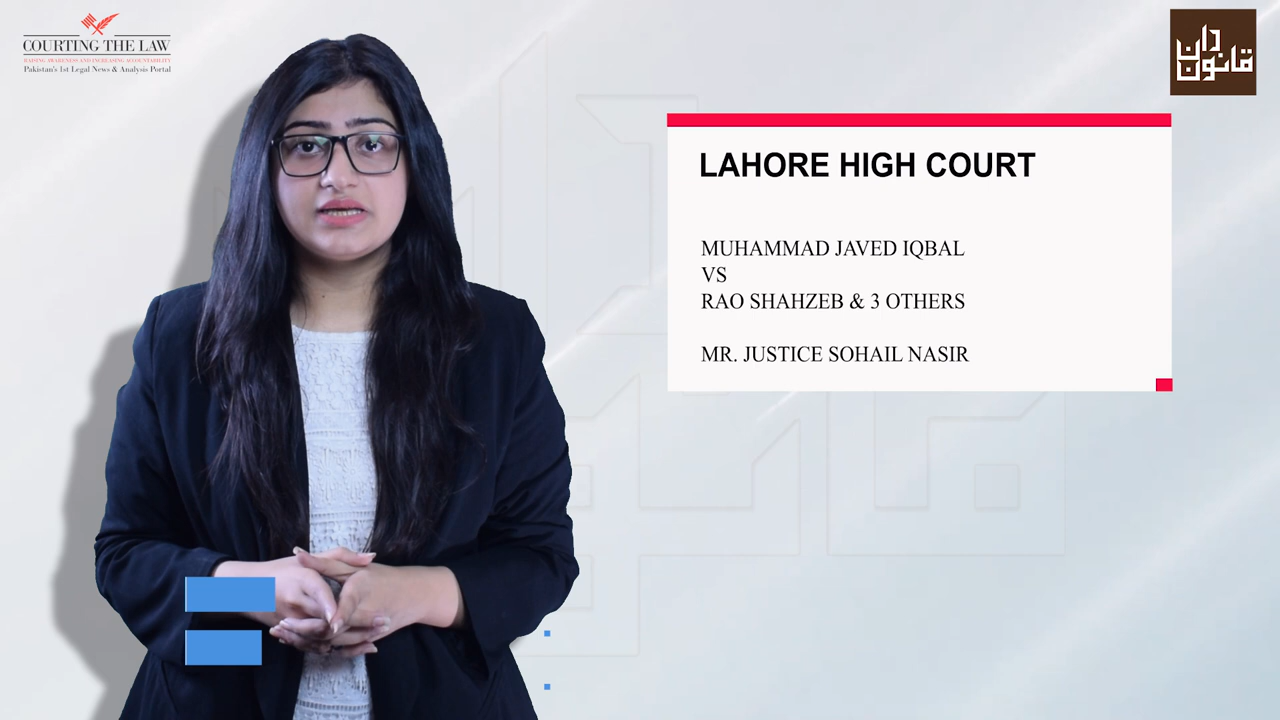 COURTING THE LAW
RAISING AWARENESS AND INCREASING ACCOUNTABILITY
Pakistan's 1st Legal News & Analysis Portal
قانون دان
LAHORE HIGH COURT
MUHAMMAD JAVED IQBAL
VS
RAO SHAHZEB & 3 OTHERS
MR. JUSTICE SOHAIL NASIR